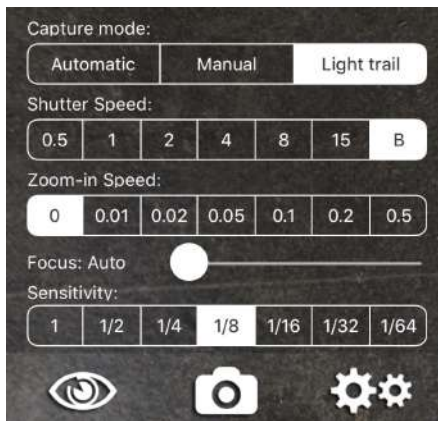 Capture mode:
Automatic Manual Light trail
Shutter Speed:
0.5 1 2 4 8 15 B
Zoom-in Speed:
0 0.01 0.02 0.05 0.1 0.2 0.5
Focus: Auto
Sensitivity:
1 1/2 1/4 1/8 1/16 1/32 1/64